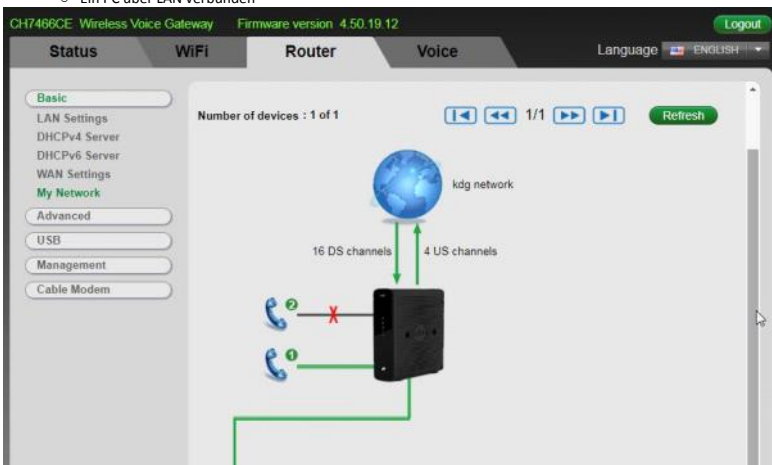 ○ Ein PC über LAN verbunden
CH7466CE Wireless Voice Gateway Firmware version 4.50.19.12 Logout
Status WiFi Router Voice Language ENGLISH
Basic
LAN Settings
DHCPv4 Server
DHCPv6 Server
WAN Settings
My Network
Advanced
USB
Management
Cable Modem
Number of devices : 1 of 1 1/1 Refresh
kdg network
16 DS channels 4 US channels
2
1